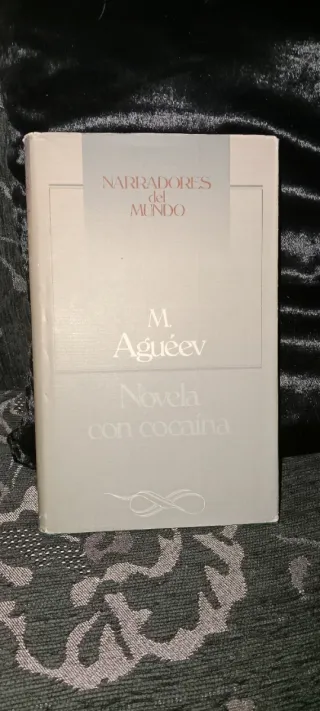 NARRADORES
del
MUNDO
M.
Aguéev
Novela
con cocaína